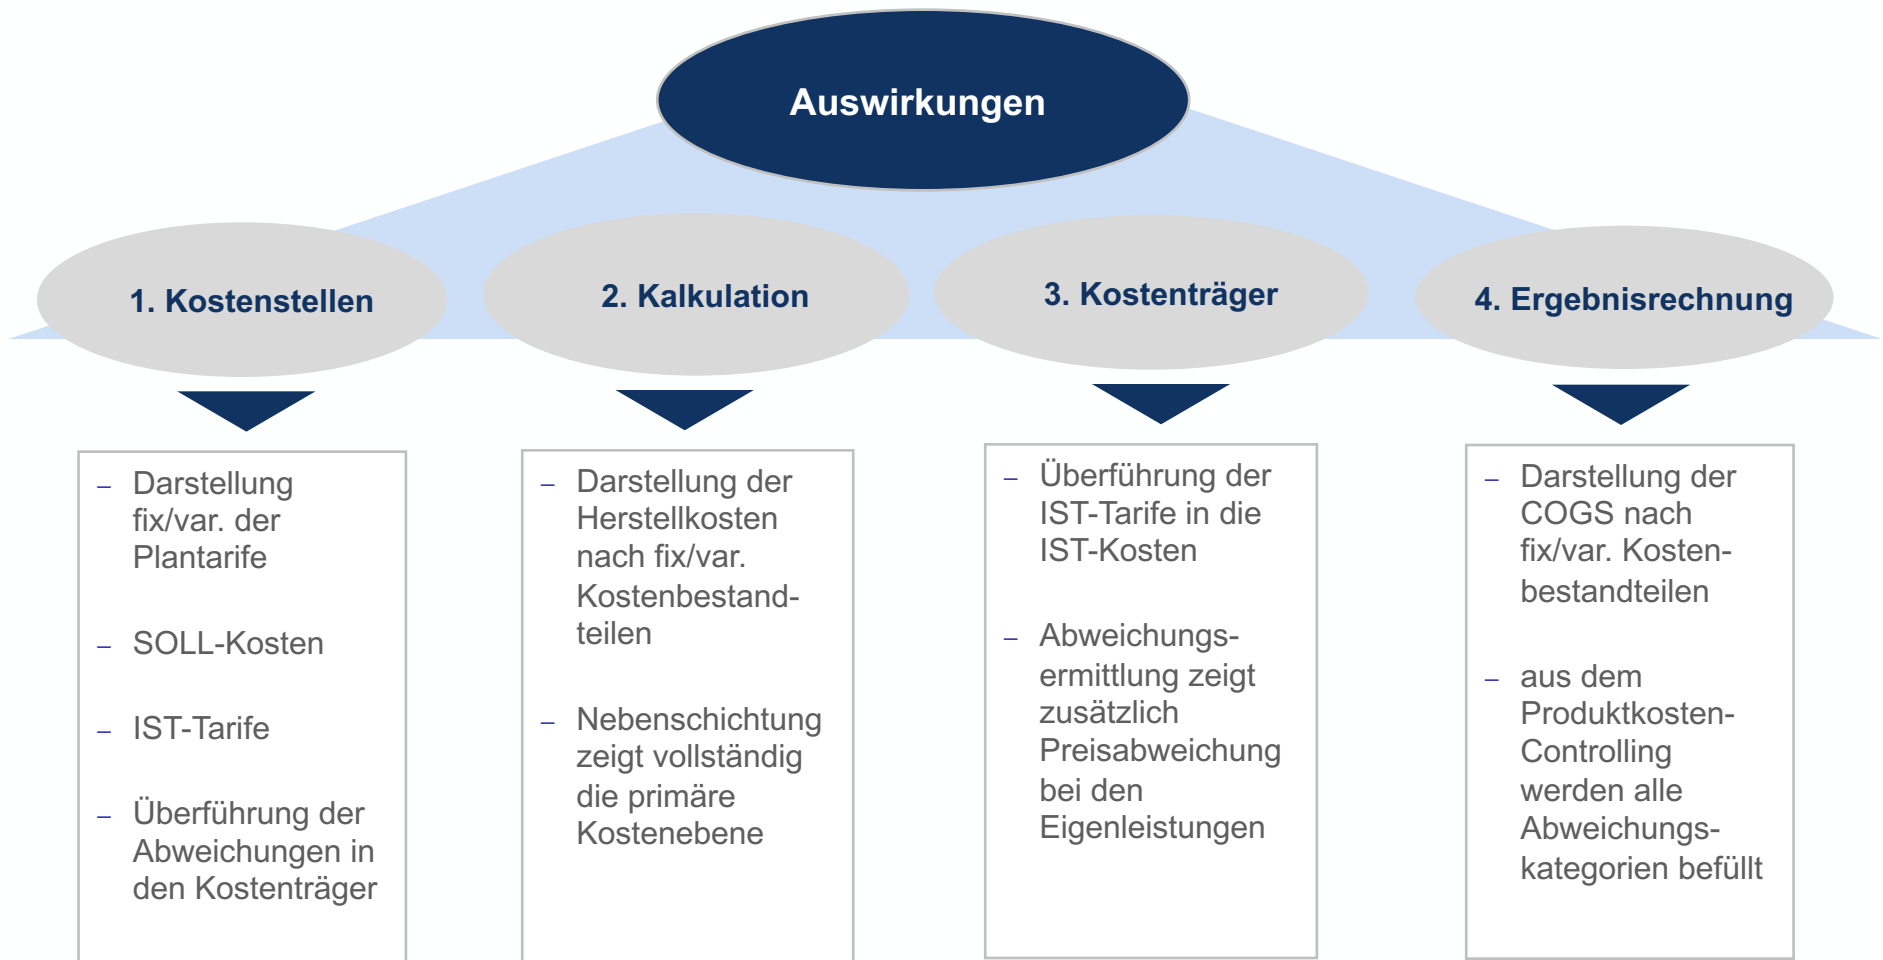 Auswirkungen
1. Kostenstellen
2. Kalkulation
3. Kostenträger
4. Ergebnisrechnung
– Darstellung
fix/var. der
Plantarife
– SOLL-Kosten
– IST-Tarife
– Überführung der
Abweichungen in
den Kostenträger
– Darstellung der
Herstellkosten
nach fix/var.
Kostenbestand-
teilen
– Nebenschichtung
zeigt vollständig
die primäre
Kostenebene
– Überführung der
IST-Tarife in die
IST-Kosten
– Abweichungs-
ermittlung zeigt
zusätzlich
Preisabweichung
bei den
Eigenleistungen
– Darstellung der
COGS nach
fix/var. Kosten-
bestandteilen
– aus dem
Produktkosten-
Controlling
werden alle
Abweichungs-
kategorien befüllt